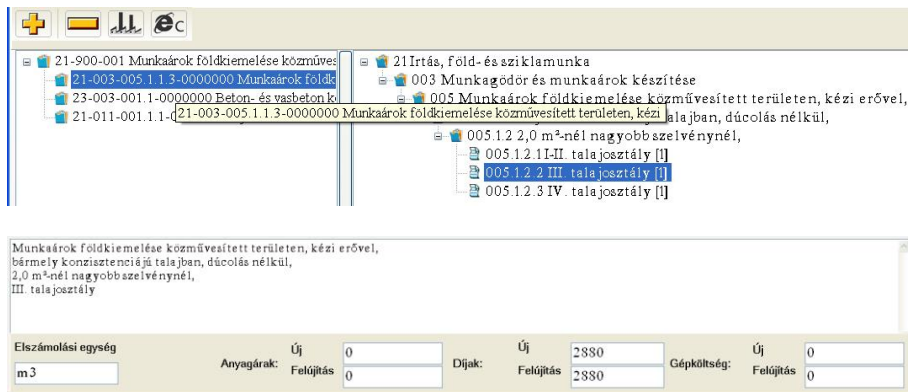 c
21-900-001 Munkaárok földkiemelése közműves
21-003-005.1.1.3-0000000 Munkaárok földk
23-003-001.1-0000000 Beton- és vasbeton k
21-011-001.1.1-0
21-003-005.1.1.3-0000000 Munkaárok földkiemelése közművesített területen, kézi
21 Irtás, föld- és sziklamunka
003 Munkagödör és munkaárok készítése
005 Munkaárok földkiemelése közművesített területen, kézi erővel,
alajban, dúcolás nélkül,
005.1.2 2,0 m²-nél nagyobb szelvénynél,
005.1.2.1 I-II. talajosztály [1]
005.1.2.2 III. talajosztály [1]
005.1.2.3 IV. talajosztály [1]
Munkaárok földkiemelése közművesített területen, kézi erővel,
bármely konzisztenciájú talajban, dúcolás nélkül,
2,0 m²-nél nagyobb szelvénynél,
III. talajosztály
Elszámolási egység
m3
Anyagárak:
Új 0
Felújítás 0
Díjak:
Új 2880
Felújítás 2880
Gépköltség:
Új 0
Felújítás 0